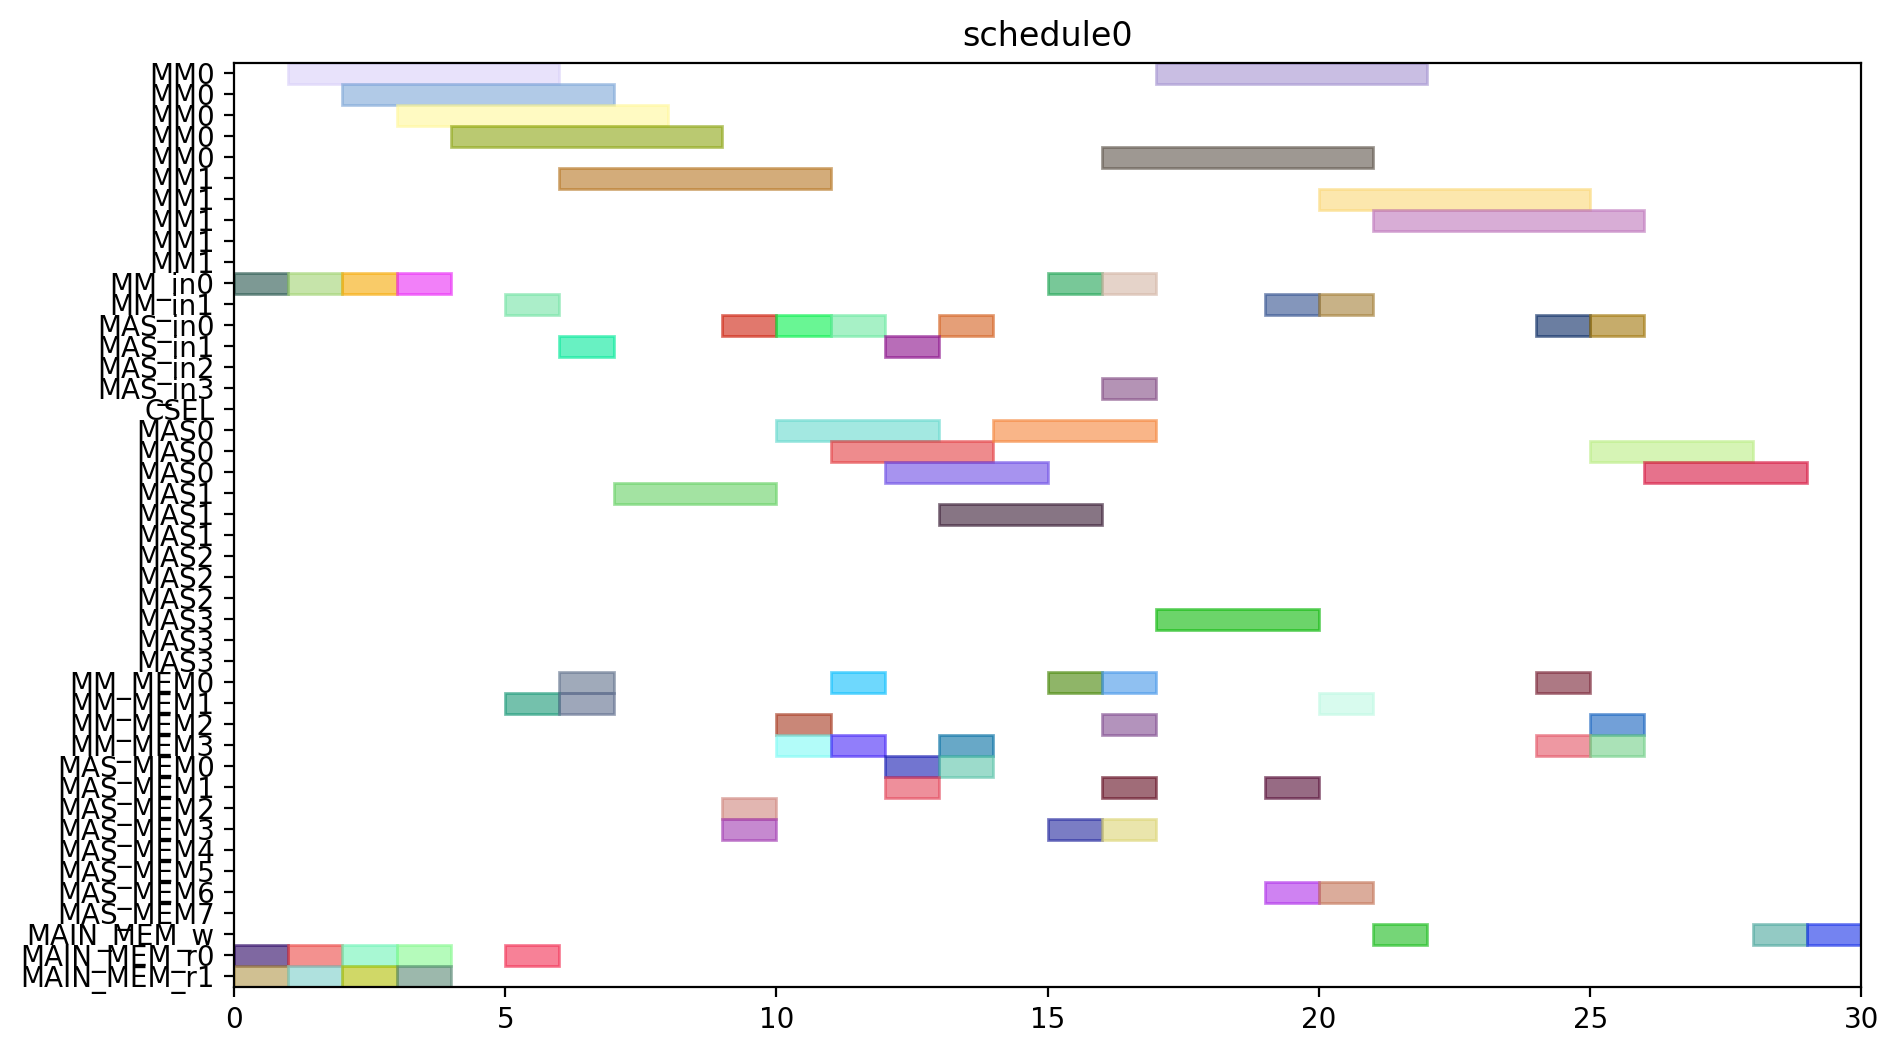 schedule0
MM0
MM0
MM0
MM0
MM0
MM1
MM1
MM1
MM1
MM1
MM_in0
MM_in1
MAS_in0
MAS_in1
MAS_in2
MAS_in3
CSEL
MAS0
MAS0
MAS0
MAS1
MAS1
MAS1
MAS2
MAS2
MAS2
MAS3
MAS3
MAS3
MM_MEM0
MM_MEM1
MM_MEM2
MM_MEM3
MAS_MEM0
MAS_MEM1
MAS_MEM2
MAS_MEM3
MAS_MEM4
MAS_MEM5
MAS_MEM6
MAS_MEM7
MAIN_MEM_w
MAIN_MEM_r0
MAIN_MEM_r1
0 5 10 15 20 25 30